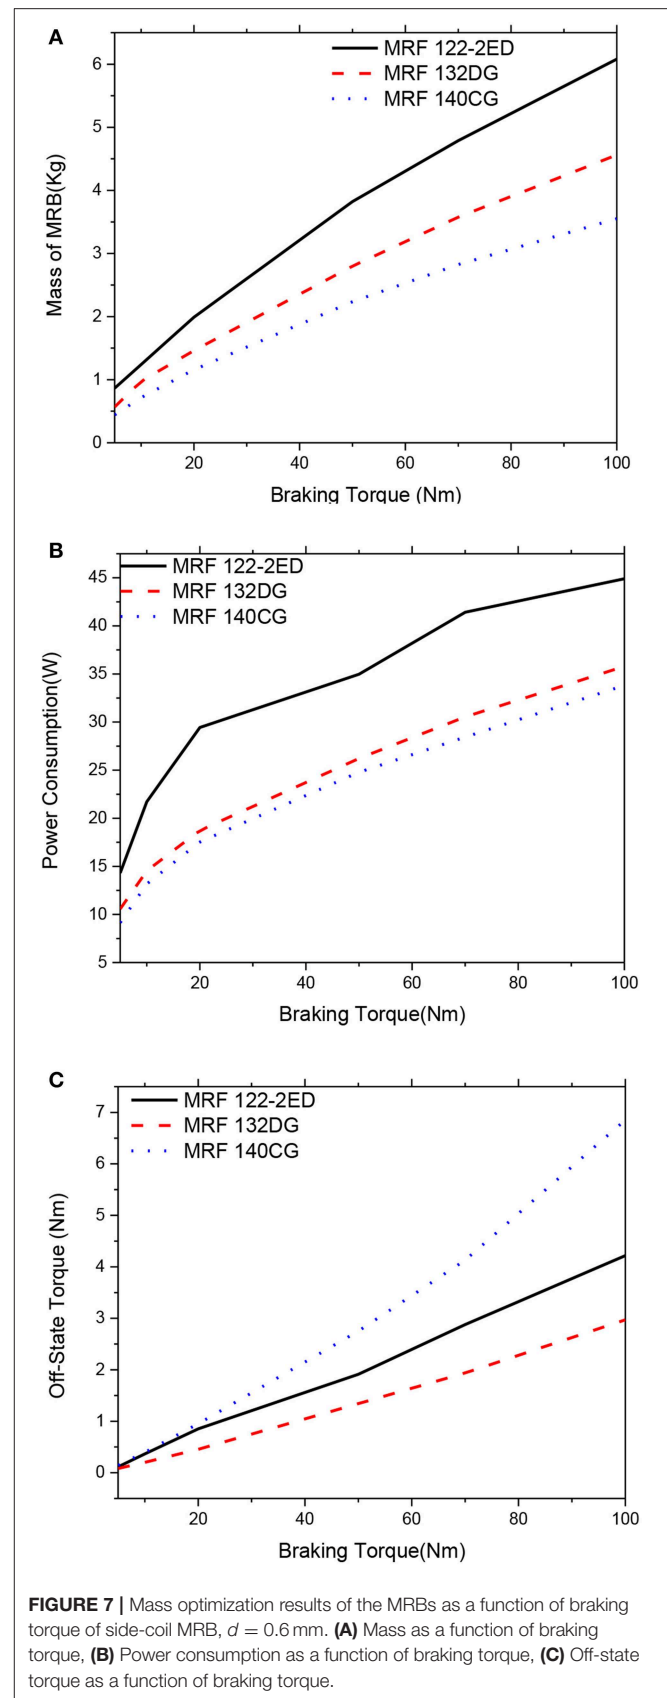 A
MRF 122-2ED
MRF 132DG
MRF 140CG
6
5
4
3
2
1
0
Mass of MRB(Kg)
20 40 60 80 100
Braking Torque (Nm)
B
MRF 122-2ED
MRF 132DG
MRF 140CG
45
40
35
30
25
20
15
10
5
Power Consumption(W)
20 40 60 80 100
Braking Torque(Nm)
C
MRF 122-2ED
MRF 132DG
MRF 140CG
7
6
5
4
3
2
1
0
Off-State Torque (Nm)
20 40 60 80 100
Braking Torque(Nm)
FIGURE 7 | Mass optimization results of the MRBs as a function of braking
torque of side-coil MRB, d = 0.6 mm. (A) Mass as a function of braking
torque, (B) Power consumption as a function of braking torque, (C) Off-state
torque as a function of braking torque.